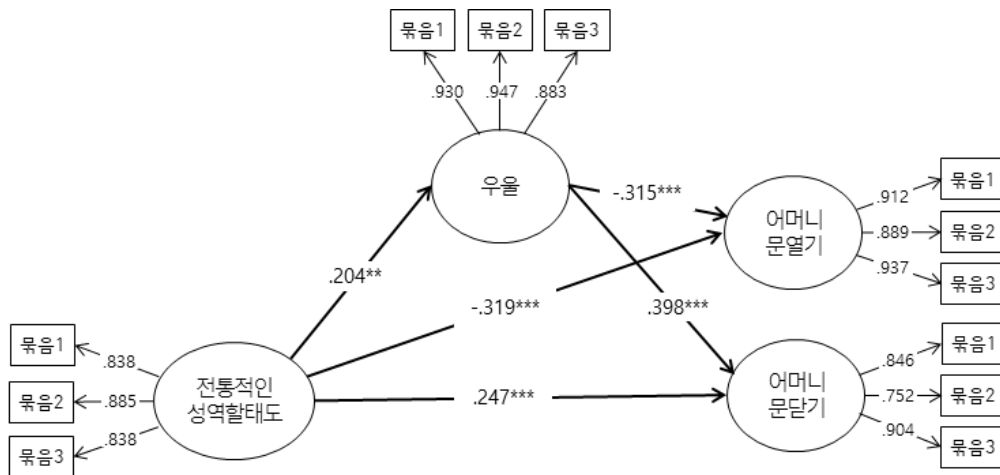 묶음1
묶음2
묶음3
.930
.947
.883
우울
-.315***
어머니
문열기
.912
.889
.937
묶음1
묶음2
묶음3
.204**
-.319***
.398***
묶음1
묶음2
묶음3
.838
.885
.838
전통적인
성역할태도
.247***
어머니
문닫기
.846
.752
.904
묶음1
묶음2
묶음3